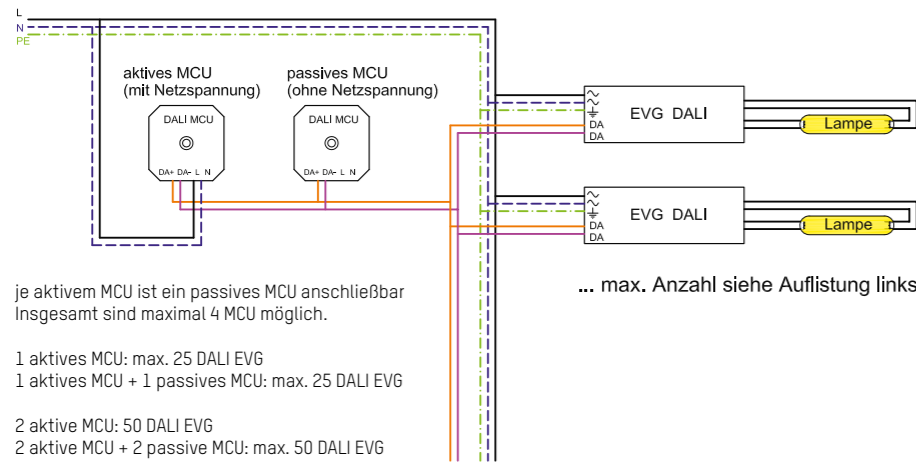 L
N
PE
aktives MCU
(mit Netzspannung)
passives MCU
(ohne Netzspannung)
DALI MCU
DA+ DA- L N
DALI MCU
DA+ DA- L N
EVG DALI
DA
DA
Lampe
EVG DALI
DA
DA
Lampe
je aktivem MCU ist ein passives MCU anschließbar
Insgesamt sind maximal 4 MCU möglich.
... max. Anzahl siehe Auflistung links
1 aktives MCU: max. 25 DALI EVG
1 aktives MCU + 1 passives MCU: max. 25 DALI EVG
2 aktive MCU: 50 DALI EVG
2 aktive MCU + 2 passive MCU: max. 50 DALI EVG